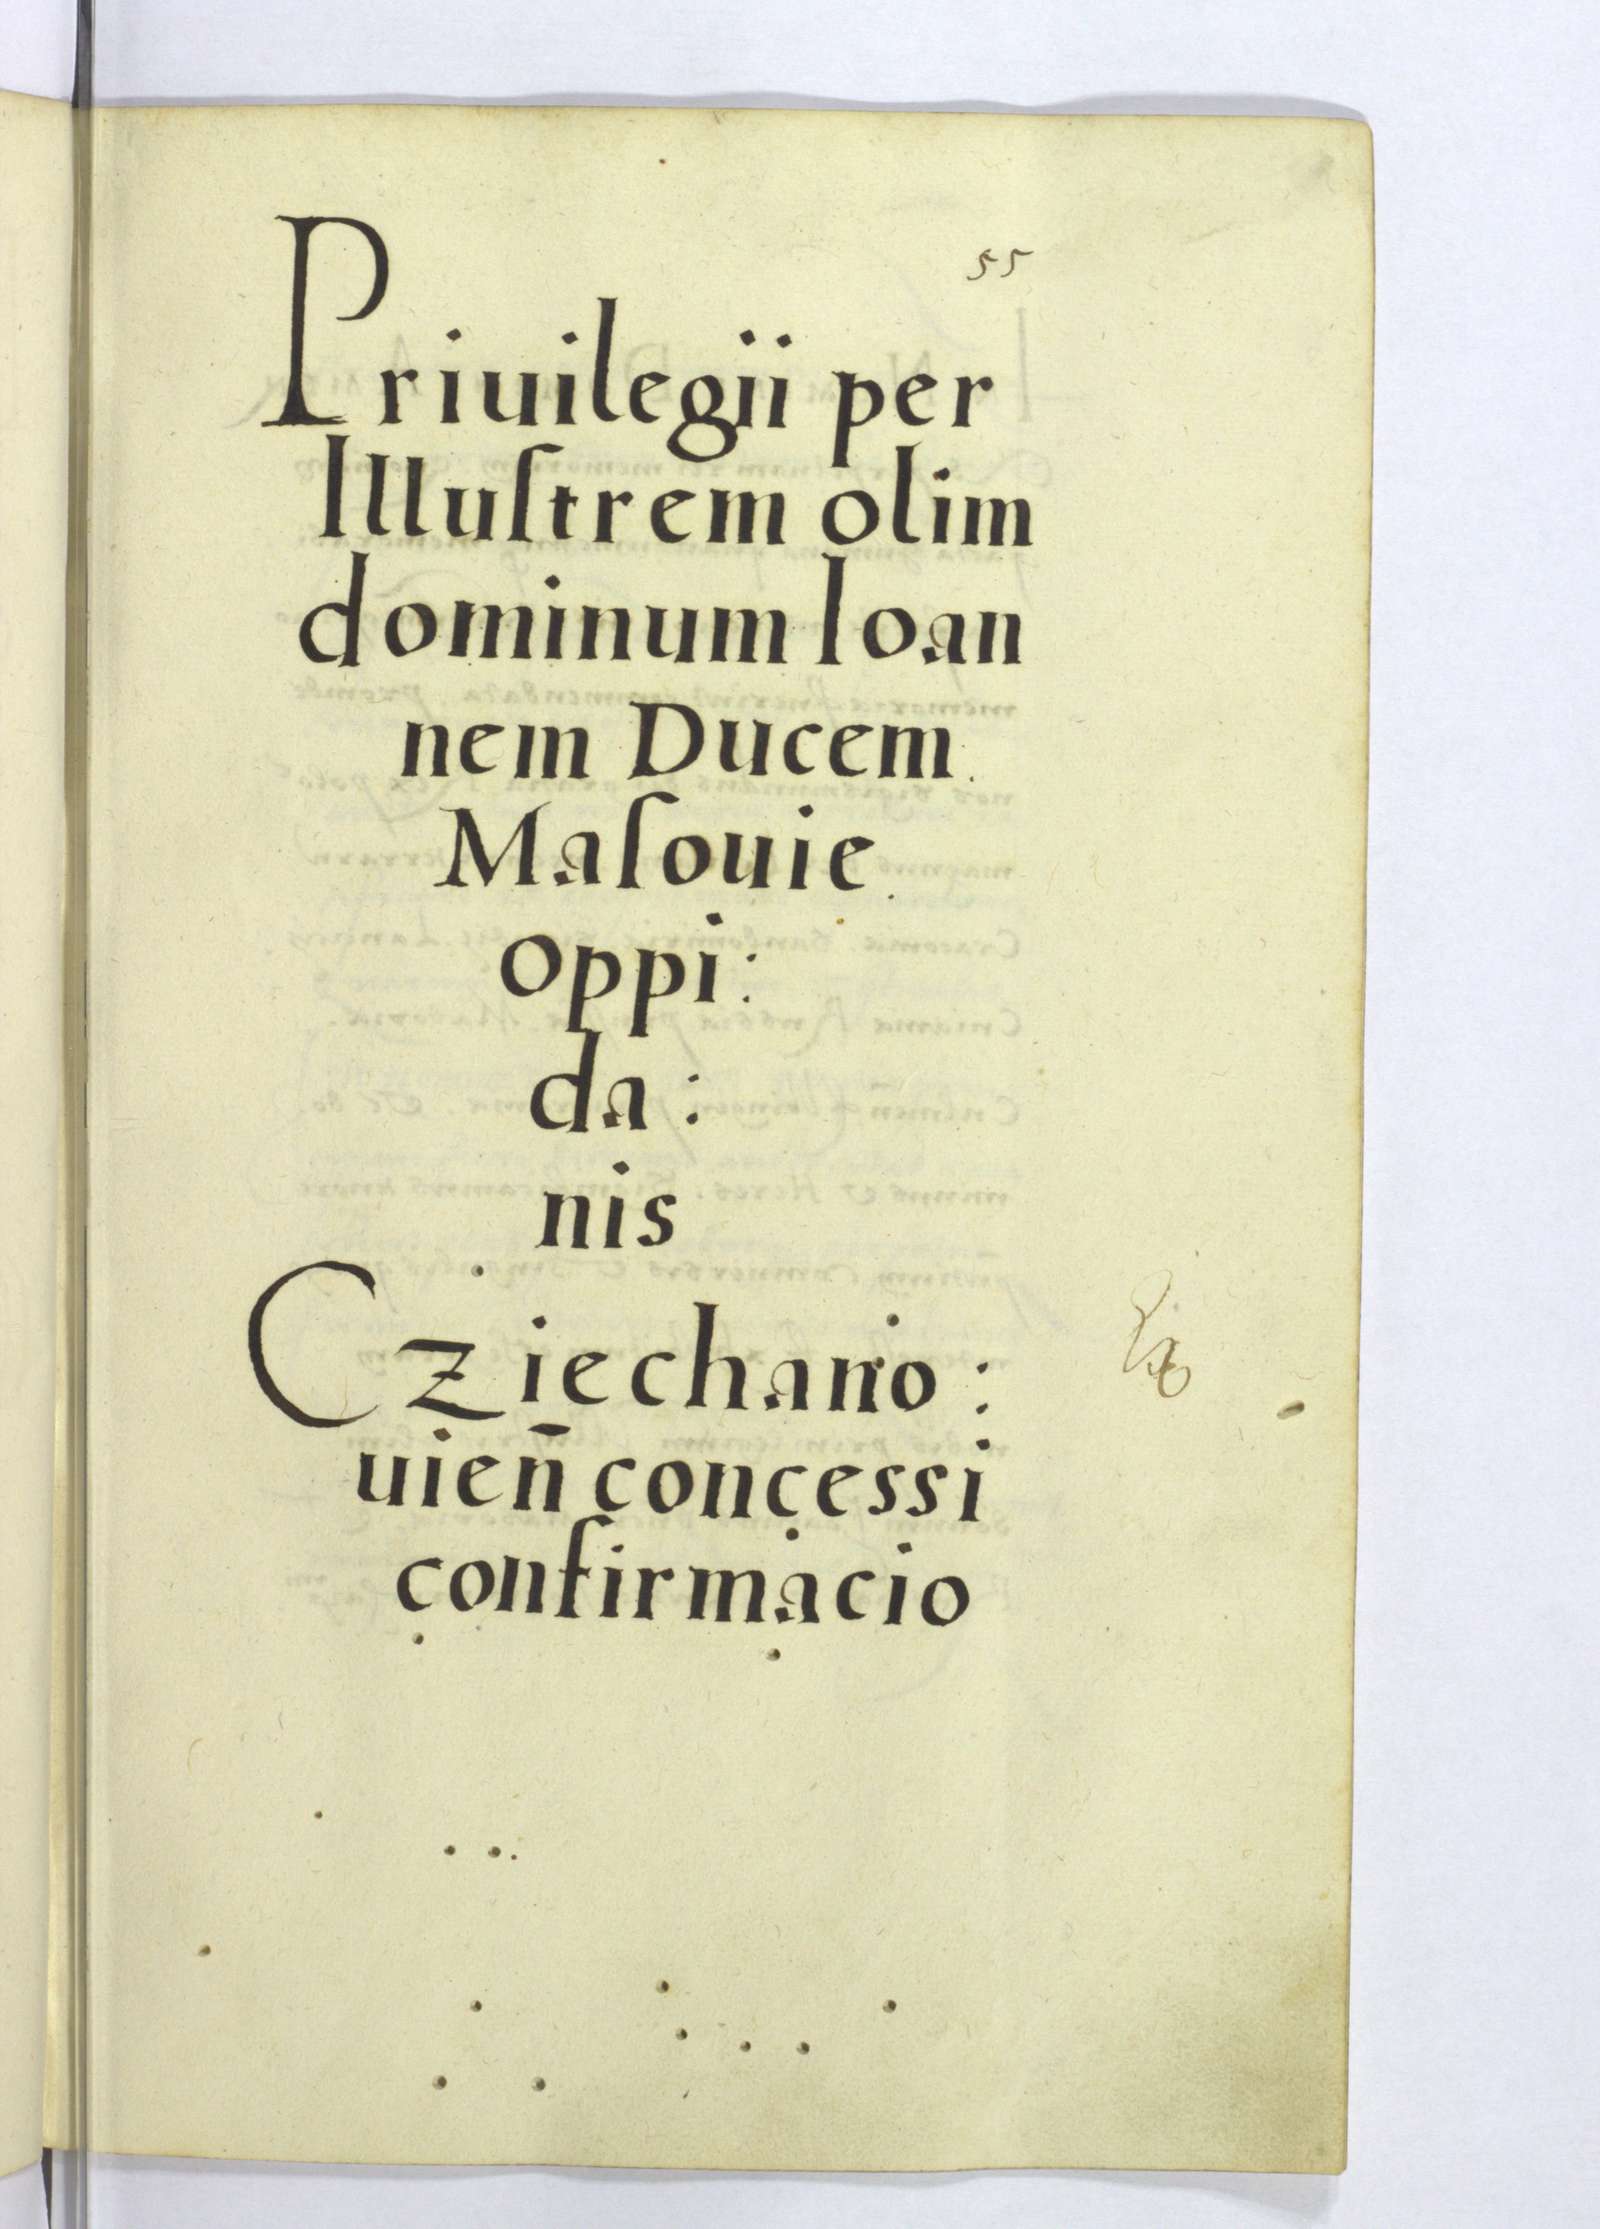 55
Priuilegii per
Illuſtrem olim
dominum Ioan
nem Ducem
Maſouie
oppi:
da:
nis
Cziechano:
uien̄ concessi
confirmacio